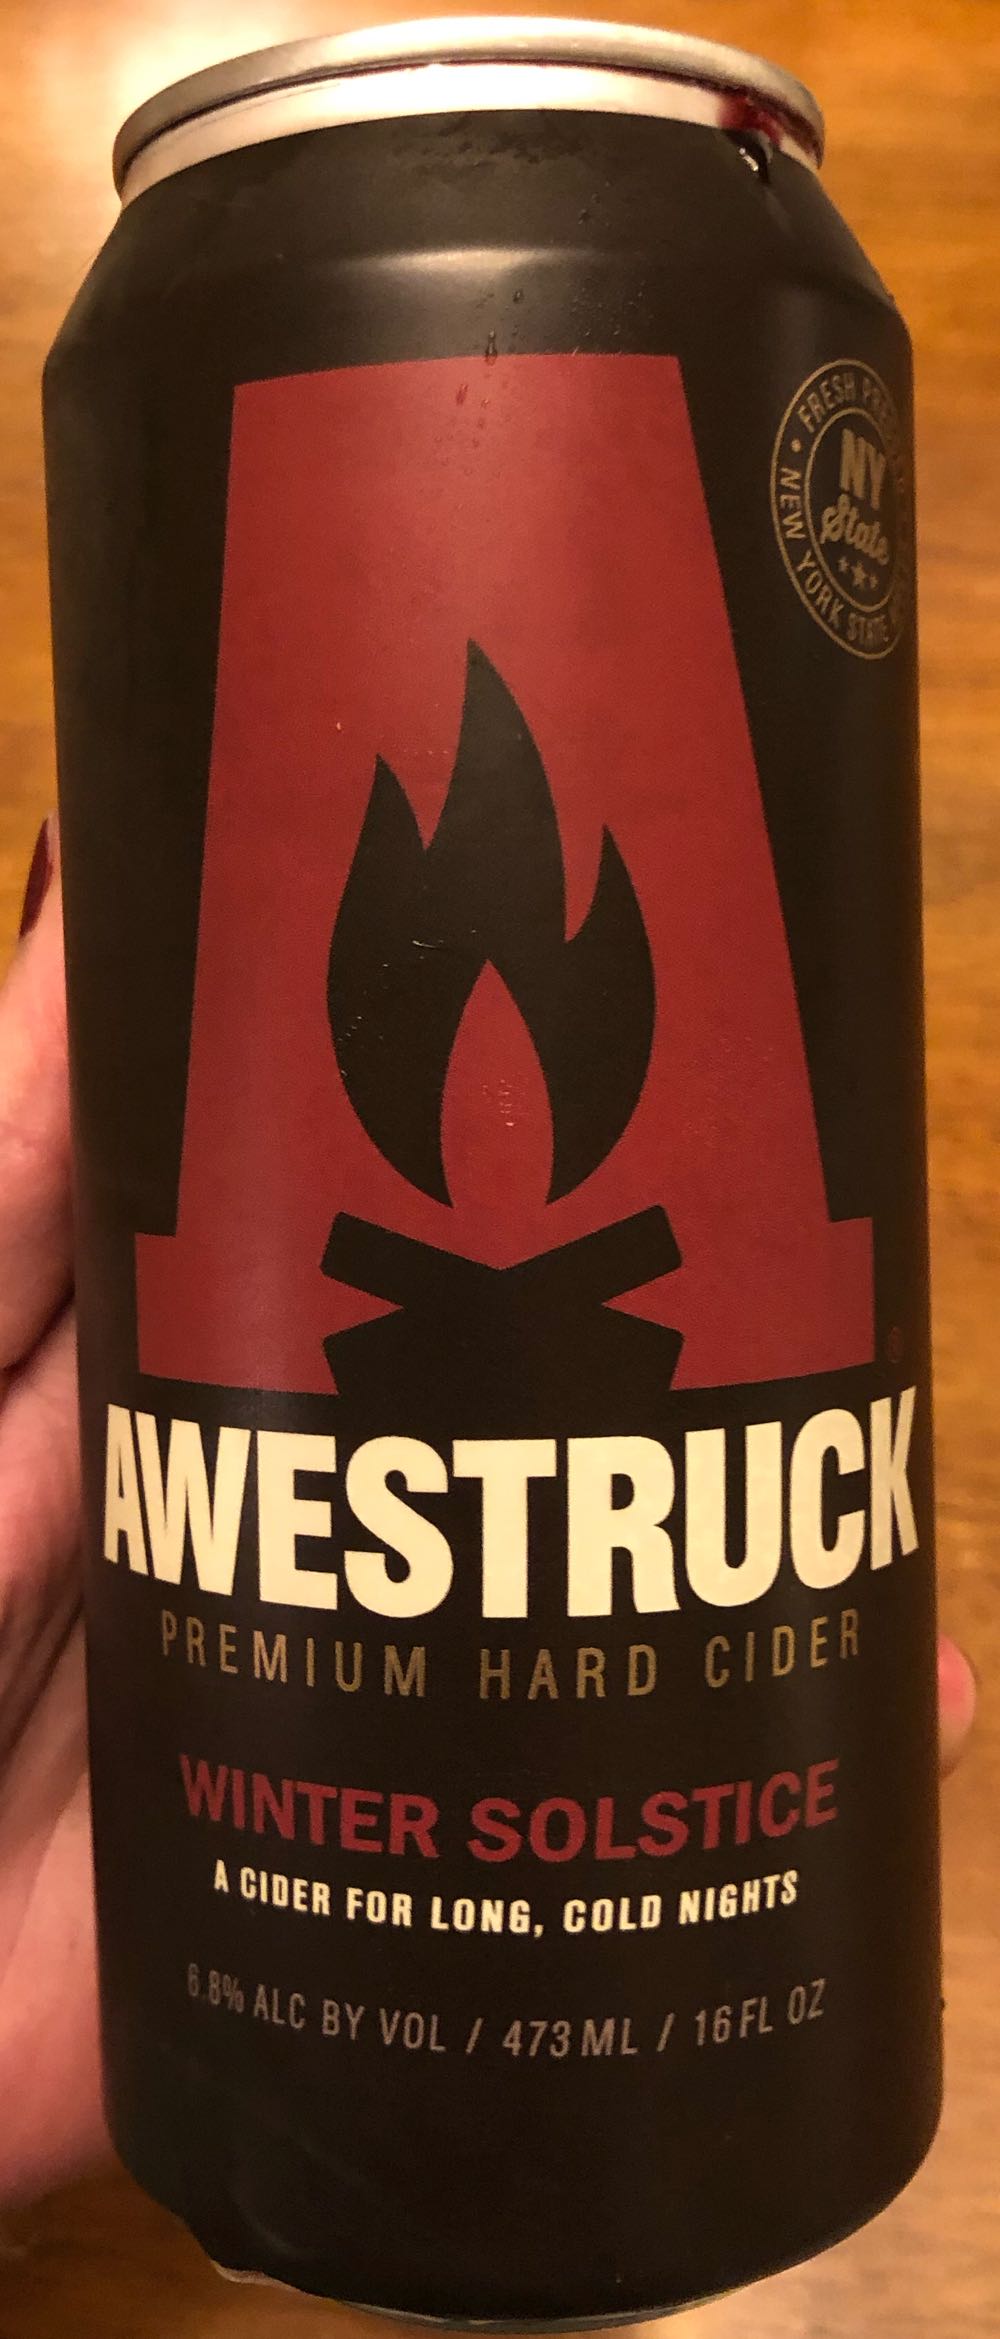 FRESH
NY
State
NEW YORK STATE
A
®
AWESTRUCK
PREMIUM HARD CIDER
WINTER SOLSTICE
A CIDER FOR LONG, COLD NIGHTS
6.8% ALC BY VOL / 473 ML / 16 FL OZ